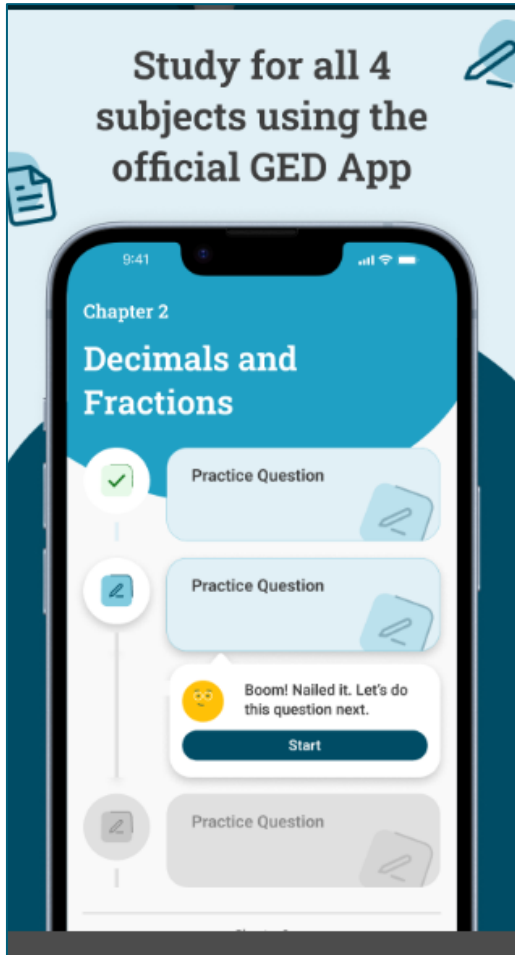 Study for all 4
subjects using the
official GED App
9:41
Chapter 2
Decimals and
Fractions
Practice Question
Practice Question
Boom! Nailed it. Let's do
this question next.
Start
Practice Question